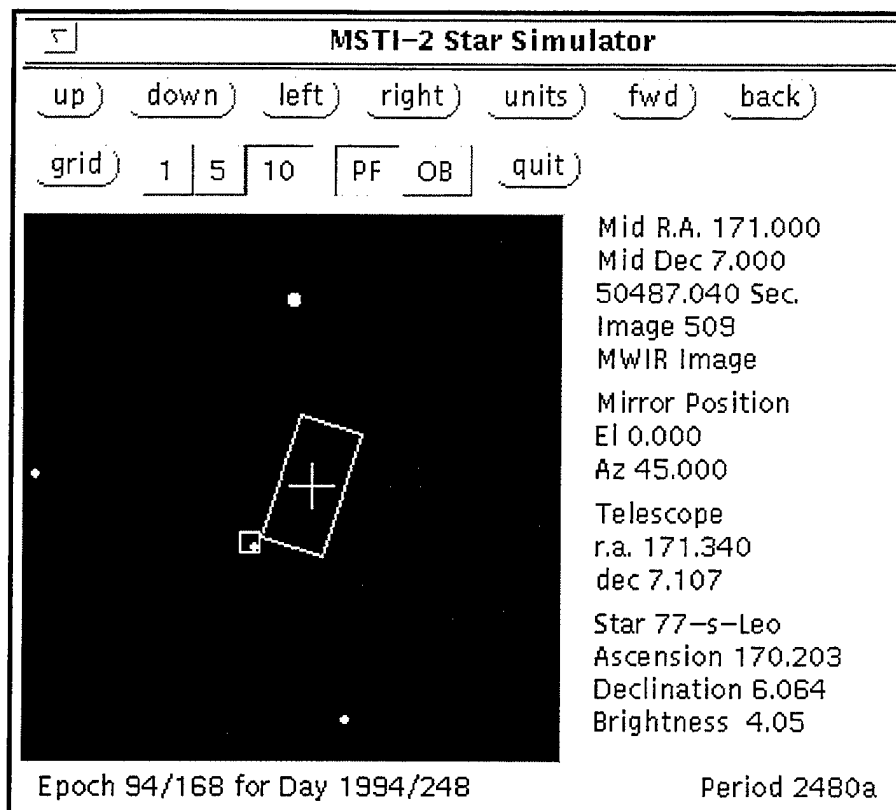 MSTI-2 Star Simulator
up down left right units fwd back
grid 1 5 10 PF OB quit
Mid R.A. 171.000
Mid Dec 7.000
50487.040 Sec.
Image 509
MWIR Image
Mirror Position
El 0.000
Az 45.000
Telescope
r.a. 171.340
dec 7.107
Star 77-s-Leo
Ascension 170.203
Declination 6.064
Brightness 4.05
Epoch 94/168 for Day 1994/248 Period 2480a